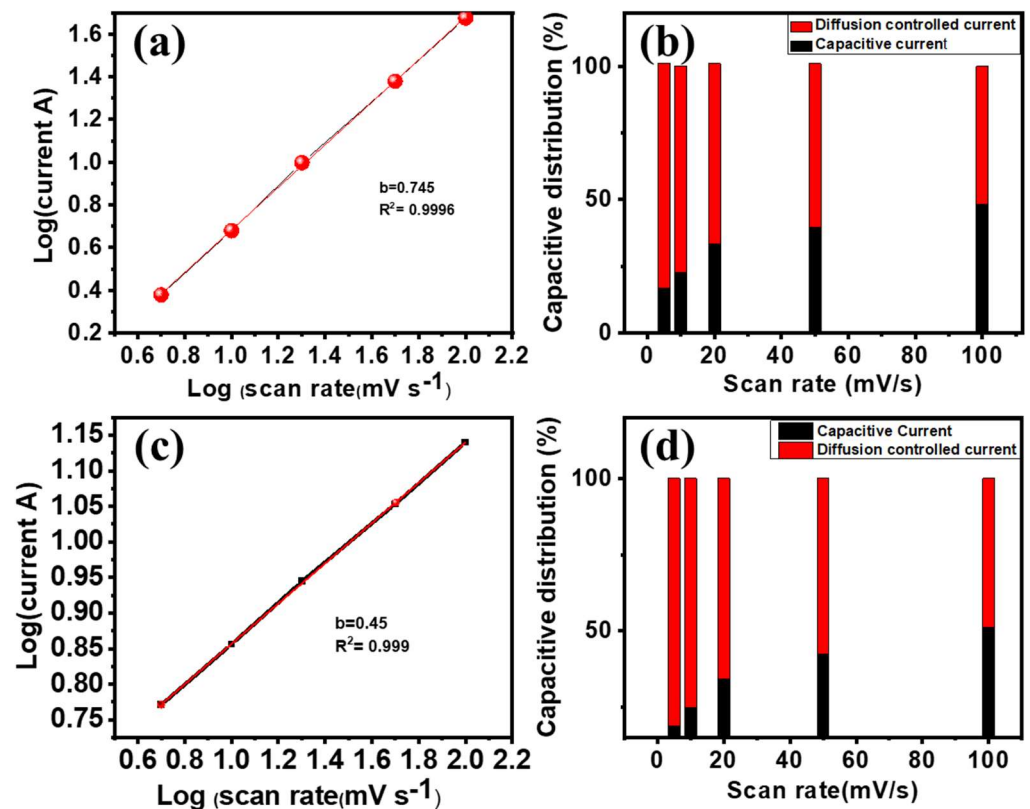 (a)
Log(current A)
1.6
1.4
1.2
1.0
0.8
0.6
0.4
0.2
b=0.745
R²= 0.9996
0.6 0.8 1.0 1.2 1.4 1.6 1.8 2.0 2.2
Log (scan rate(mV s⁻¹)
(b)
Diffusion controlled current
Capacitive current
Capacitive distribution (%)
100
50
0
0 20 40 60 80 100
Scan rate (mV/s)
(c)
Log(current A)
1.15
1.10
1.05
1.00
0.95
0.90
0.85
0.80
0.75
b=0.45
R²= 0.999
0.6 0.8 1.0 1.2 1.4 1.6 1.8 2.0 2.2
Log (scan rate(mV s⁻¹)
(d)
Capacitive Current
Diffusion controlled current
Capacitive distribution (%)
100
50
0 20 40 60 80 100
Scan rate(mV/s)